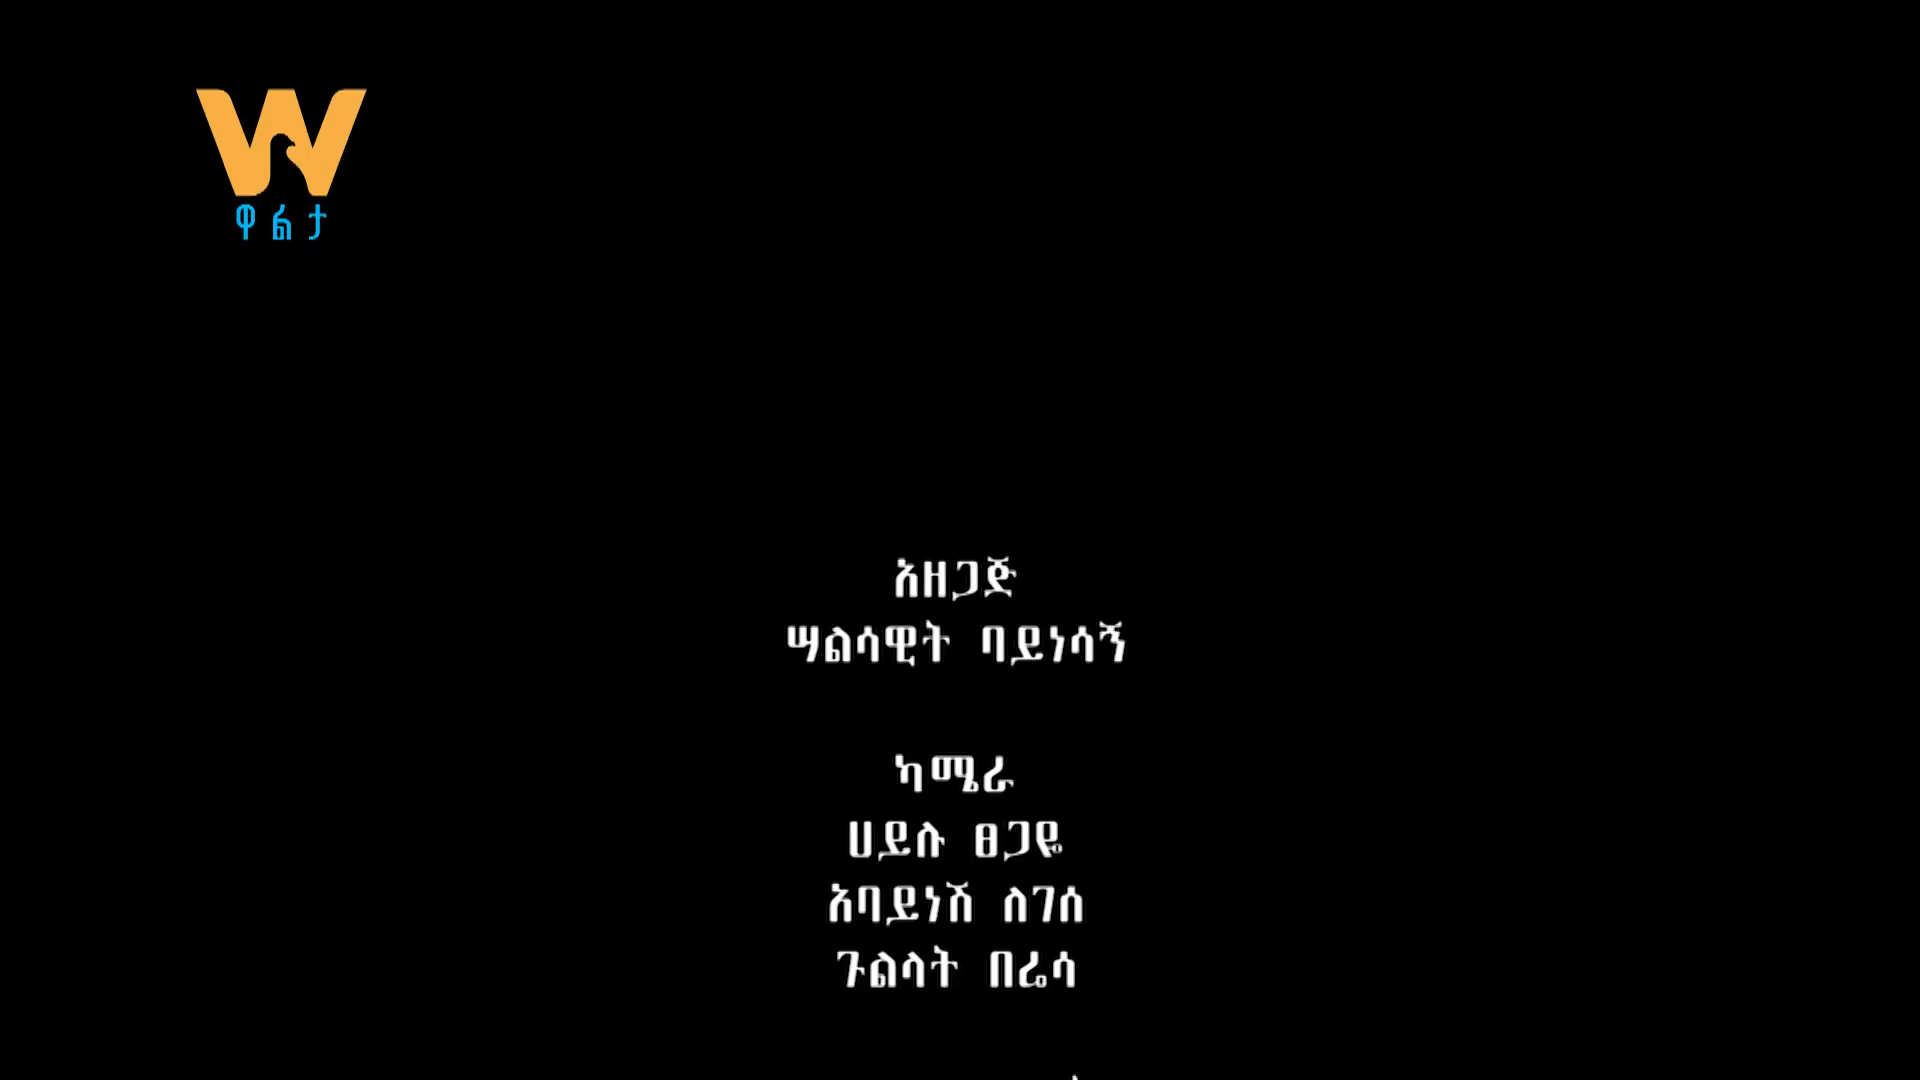 ዋልታ
አዘጋጅ
ሣልሳዊት ባይነሳኝ
ካሜራ
ሀይሉ ፀጋዬ
አባይነሽ ለገሰ
ጉልላት በሬሳ